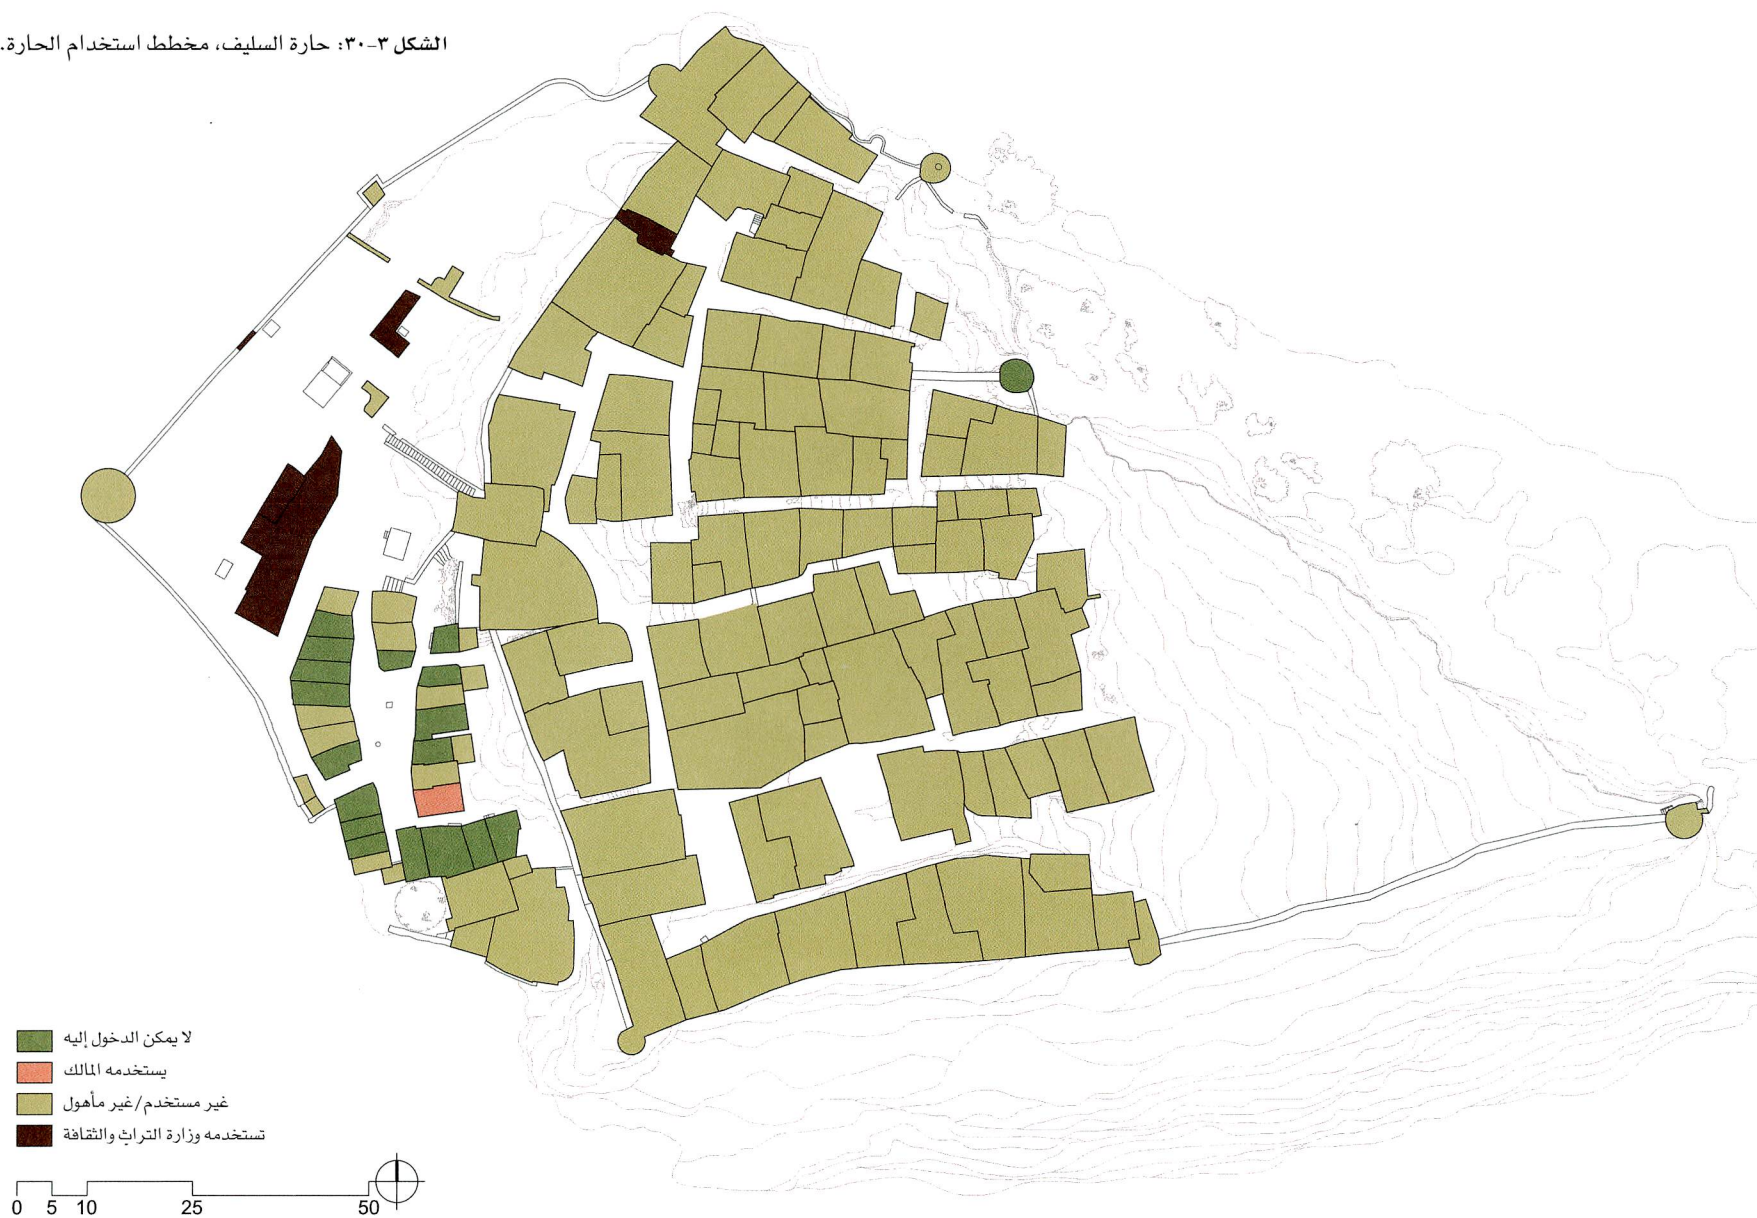 الشكل ٣-٣٠: حارة السليف، مخطط استخدام الحارة.
لا يمكن الدخول إليه
يستخدمه المالك
غير مستخدم/غير مأهول
تستخدمه وزارة التراث والثقافة
0 5 10 25 50